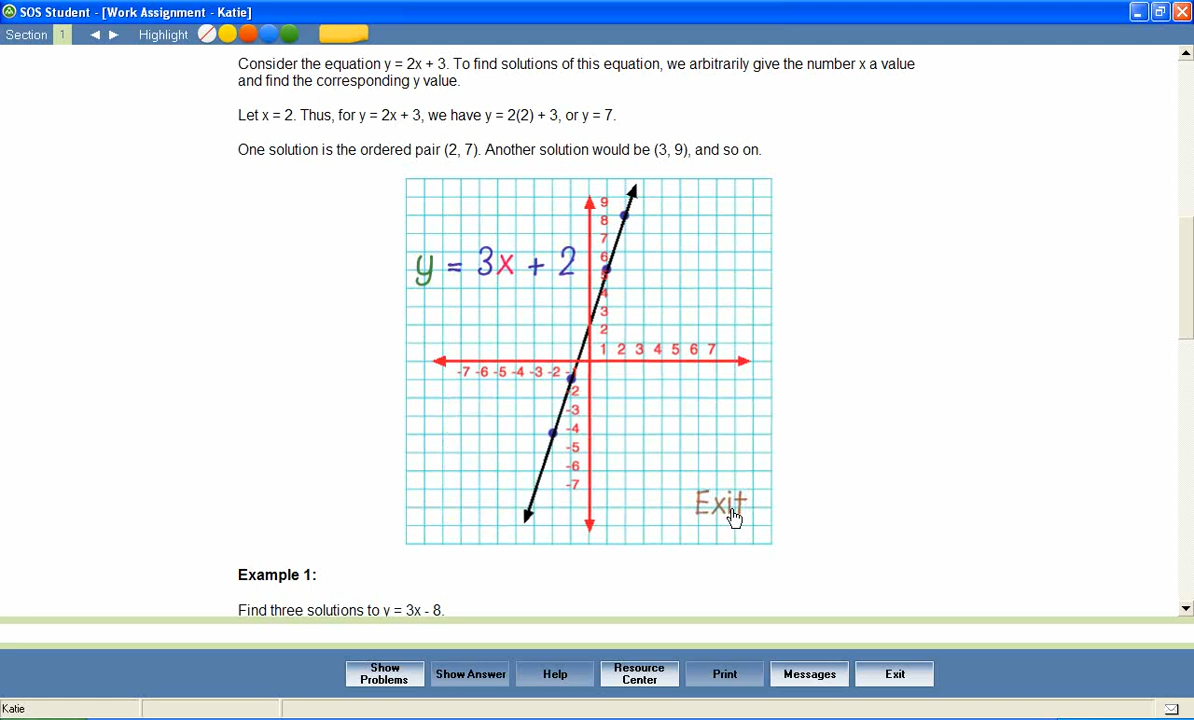 SOS Student - [Work Assignment - Katie]
Section 1 Highlight
Consider the equation y = 2x + 3. To find solutions of this equation, we arbitrarily give the number x a value
and find the corresponding y value.
Let x = 2. Thus, for y = 2x + 3, we have y = 2(2) + 3, or y = 7.
One solution is the ordered pair (2, 7). Another solution would be (3, 9), and so on.
9
8
7
6
y = 3x + 2
5
4
3
2
1 2 3 4 5 6 7
-7 -6 -5 -4 -3 -2 -1
-2
-3
-4
-5
-6
-7
Exit
Example 1:
Find three solutions to y = 3x - 8.
Show Problems Show Answer Help Resource Center Print Messages Exit
Katie